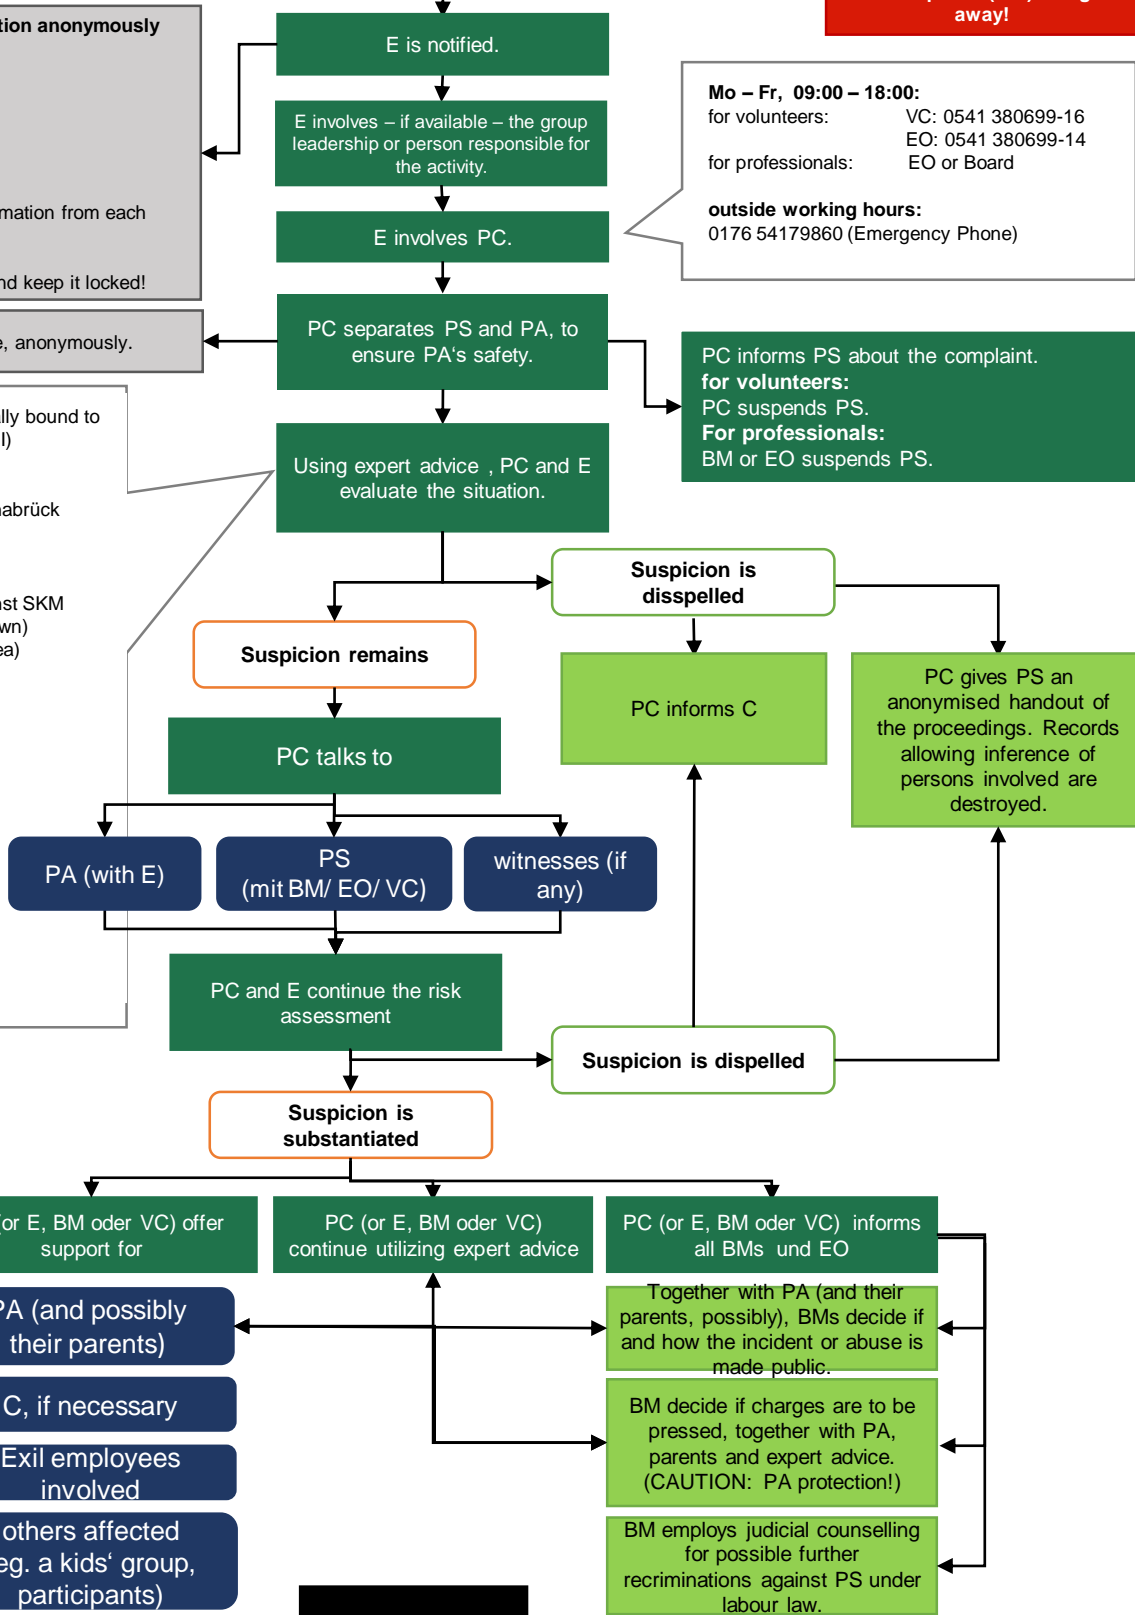 away!
tion anonymously
mation from each
nd keep it locked!
e, anonymously.
E is notified.
E involves – if available – the group
leadership or person responsible for
the activity.
E involves PC.
Mo – Fr, 09:00 – 18:00:
for volunteers: VC: 0541 380699-16
EO: 0541 380699-14
for professionals: EO or Board
outside working hours:
0176 54179860 (Emergency Phone)
PC separates PS and PA, to
ensure PA‘s safety.
PC informs PS about the complaint.
for volunteers:
PC suspends PS.
For professionals:
BM or EO suspends PS.
lly bound to
l)
nabrück
nst SKM
wn)
ea)
Using expert advice , PC and E
evaluate the situation.
Suspicion is
disspelled
Suspicion remains
PC informs C
PC gives PS an
anonymised handout of
the proceedings. Records
allowing inference of
persons involved are
destroyed.
PC talks to
PA (with E)
PS
(mit BM/ EO/ VC)
witnesses (if
any)
PC and E continue the risk
assessment
Suspicion is dispelled
Suspicion is
substantiated
(or E, BM oder VC) offer
support for
PC (or E, BM oder VC)
continue utilizing expert advice
PC (or E, BM oder VC) informs
all BMs und EO
PA (and possibly
their parents)
C, if necessary
Exil employees
involved
others affected
eg. a kids‘ group,
participants)
Together with PA (and their
parents, possibly), BMs decide if
and how the incident or abuse is
made public.
BM decide if charges are to be
pressed, together with PA,
parents and expert advice.
(CAUTION: PA protection!)
BM employs judicial counselling
for possible further
recriminations against PS under
labour law.